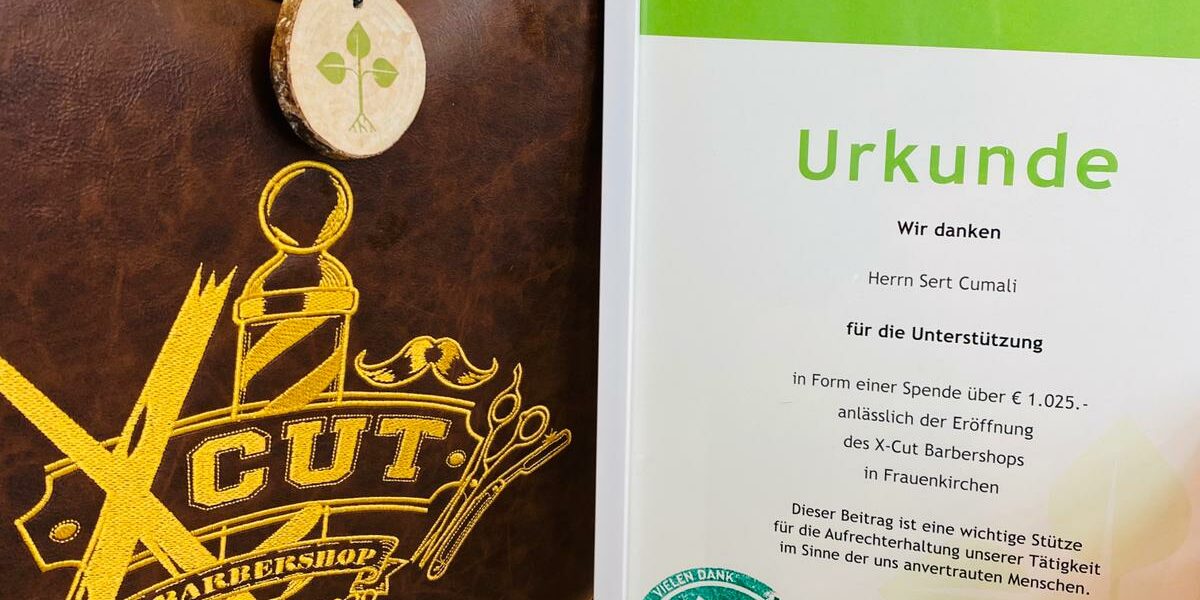 X CUT
BARBERSHOP
Urkunde
Wir danken
Herrn Sert Cumali
für die Unterstützung
in Form einer Spende über € 1.025.-
anlässlich der Eröffnung
des X-Cut Barbershops
in Frauenkirchen
Dieser Beitrag ist eine wichtige Stütze
für die Aufrechterhaltung unserer Tätigkeit
im Sinne der uns anvertrauten Menschen.
VIELEN DANK